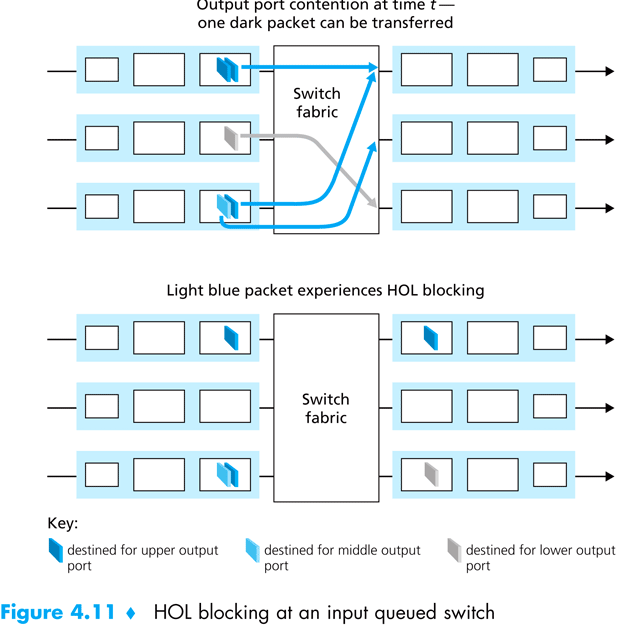 Output port contention at time t—
one dark packet can be transferred
Switch
fabric
Light blue packet experiences HOL blocking
Switch
fabric
Key:
destined for upper output
port
destined for middle output
port
destined for lower output
port
Figure 4.11 ♦ HOL blocking at an input queued switch